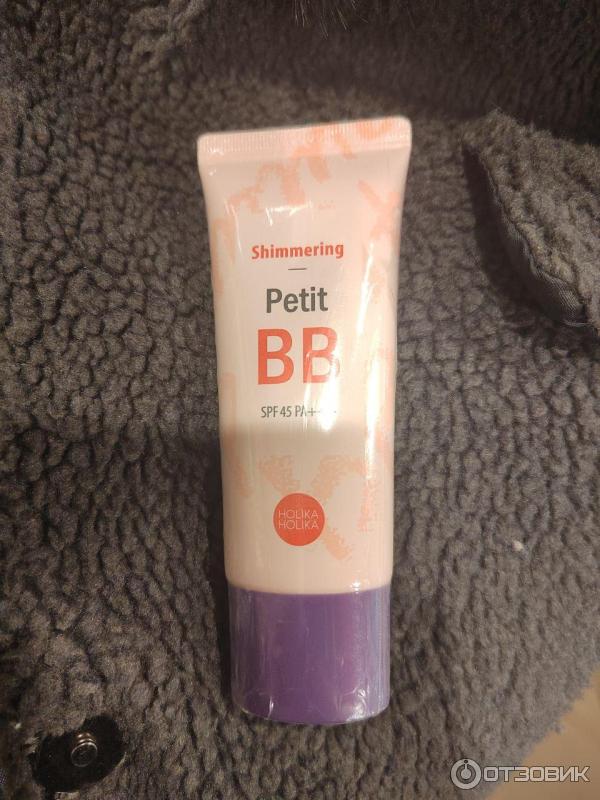 Shimmering
Petit
BB
SPF 45 PA+++
HOLIKA
HOLIKA
ОТЗОВИК